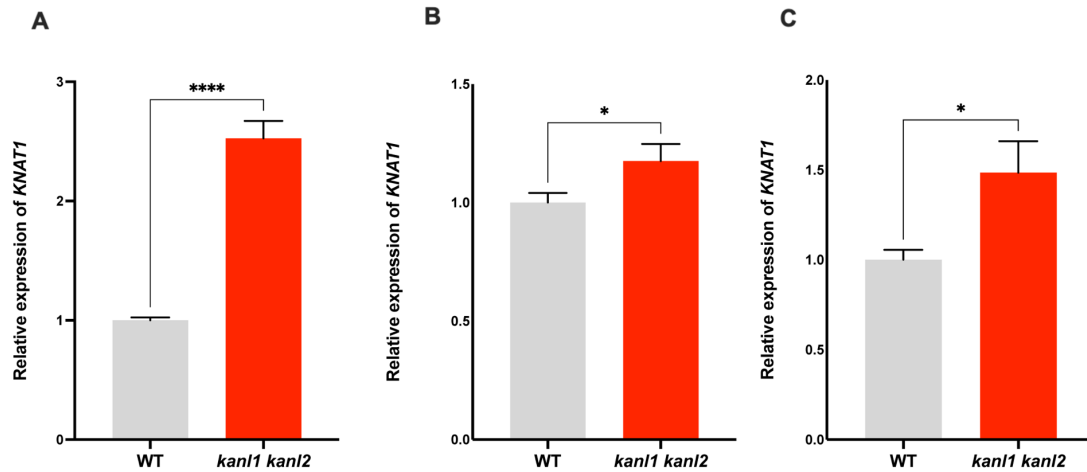 A
Relative expression of KNAT1
3
2
1
0
****
WT
kanl1 kanl2
B
Relative expression of KNAT1
1.5
1.0
0.5
0.0
*
WT
kanl1 kanl2
C
Relative expression of KNAT1
2.0
1.5
1.0
0.5
0.0
*
WT
kanl1 kanl2